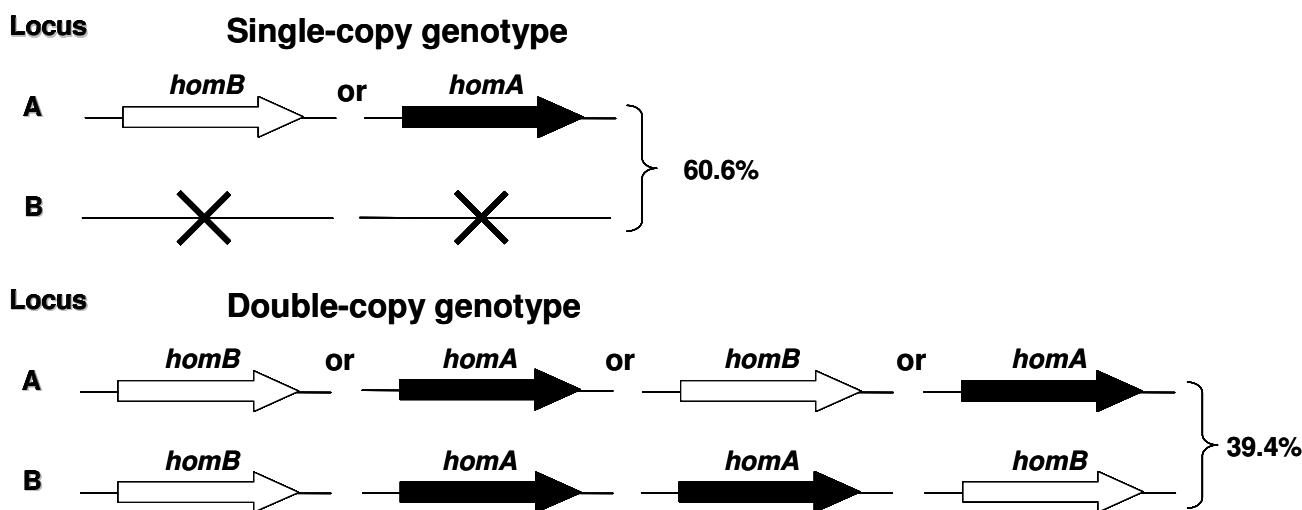 Locus Single-copy genotype
homB or homA
A
60.6%
B
Locus Double-copy genotype
homB or homA or homB or homA
A
39.4%
homB homA homA homB
B